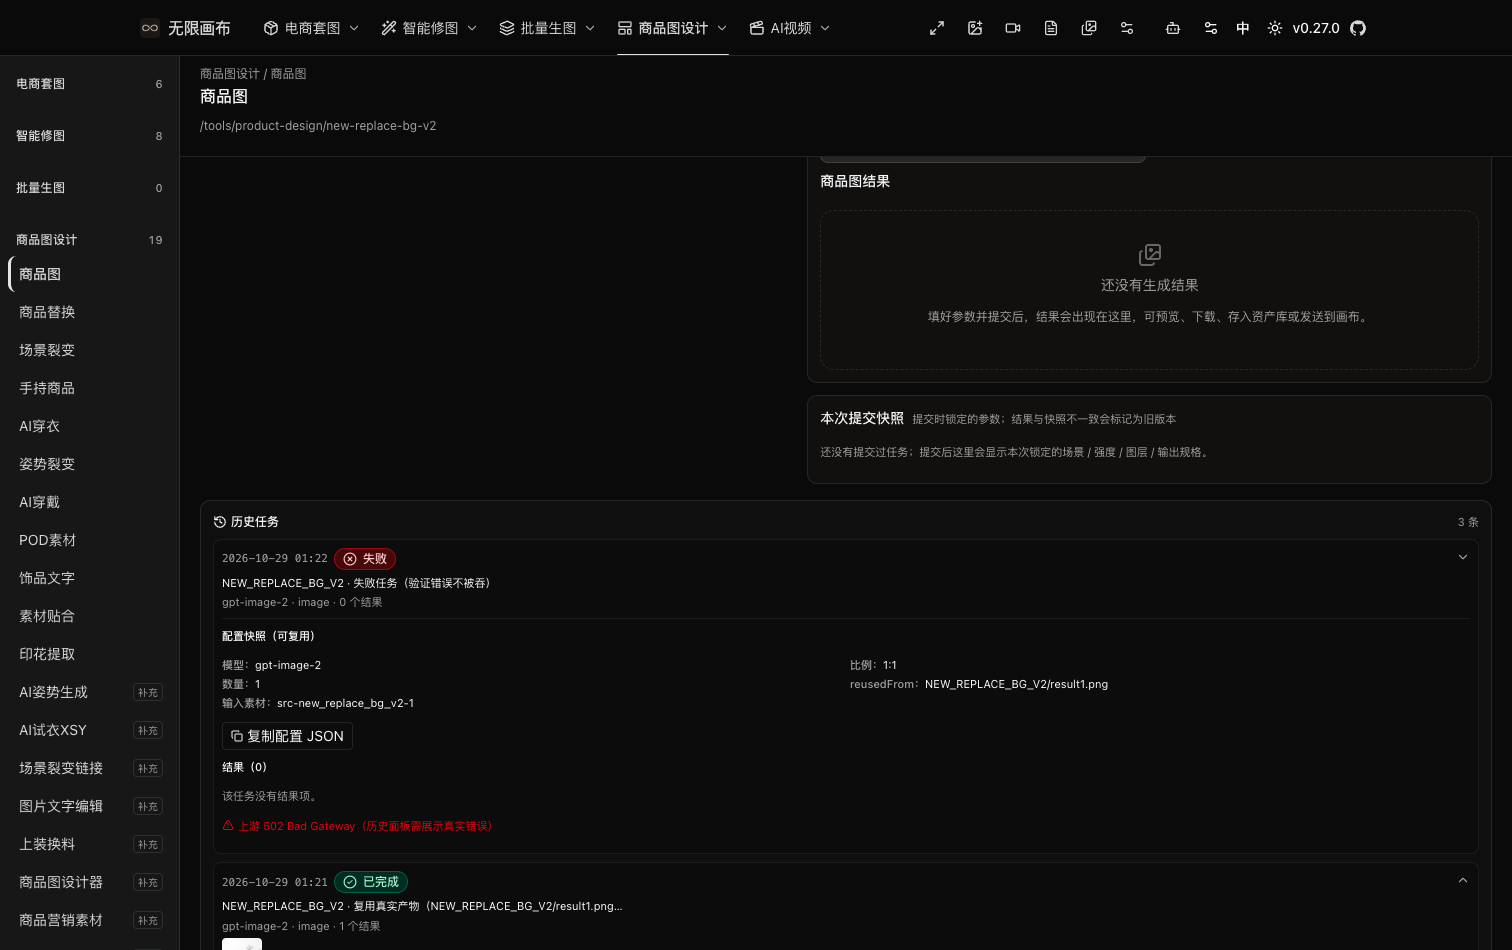 无限画布
电商套图
智能修图
批量生图
商品图设计
AI视频
中
v0.27.0
电商套图 6
智能修图 8
批量生图 0
商品图设计 19
商品图
商品替换
场景裂变
手持商品
AI穿衣
姿势裂变
AI穿戴
POD素材
饰品文字
素材贴合
印花提取
AI姿势生成 补充
AI试衣XSY 补充
场景裂变链接 补充
图片文字编辑 补充
上装换料 补充
商品图设计器 补充
商品营销素材 补充
商品图设计 / 商品图
商品图
/tools/product-design/new-replace-bg-v2
商品图结果
还没有生成结果
填好参数并提交后，结果会出现在这里，可预览、下载、存入资产库或发送到画布。
本次提交快照 提交时锁定的参数；结果与快照不一致会标记为旧版本
还没有提交过任务；提交后这里会显示本次锁定的场景 / 强度 / 图层 / 输出规格。
历史任务 3 条
2026-10-29 01:22 失败
NEW_REPLACE_BG_V2 · 失败任务（验证错误不被吞）
gpt-image-2 · image · 0 个结果
配置快照（可复用）
模型：gpt-image-2
比例：1:1
数量：1
reusedFrom：NEW_REPLACE_BG_V2/result1.png
输入素材：src-new_replace_bg_v2-1
复制配置 JSON
结果（0）
该任务没有结果项。
上游 502 Bad Gateway（历史面板需展示真实错误）
2026-10-29 01:21 已完成
NEW_REPLACE_BG_V2 · 复用真实产物（NEW_REPLACE_BG_V2/result1.png...
gpt-image-2 · image · 1 个结果